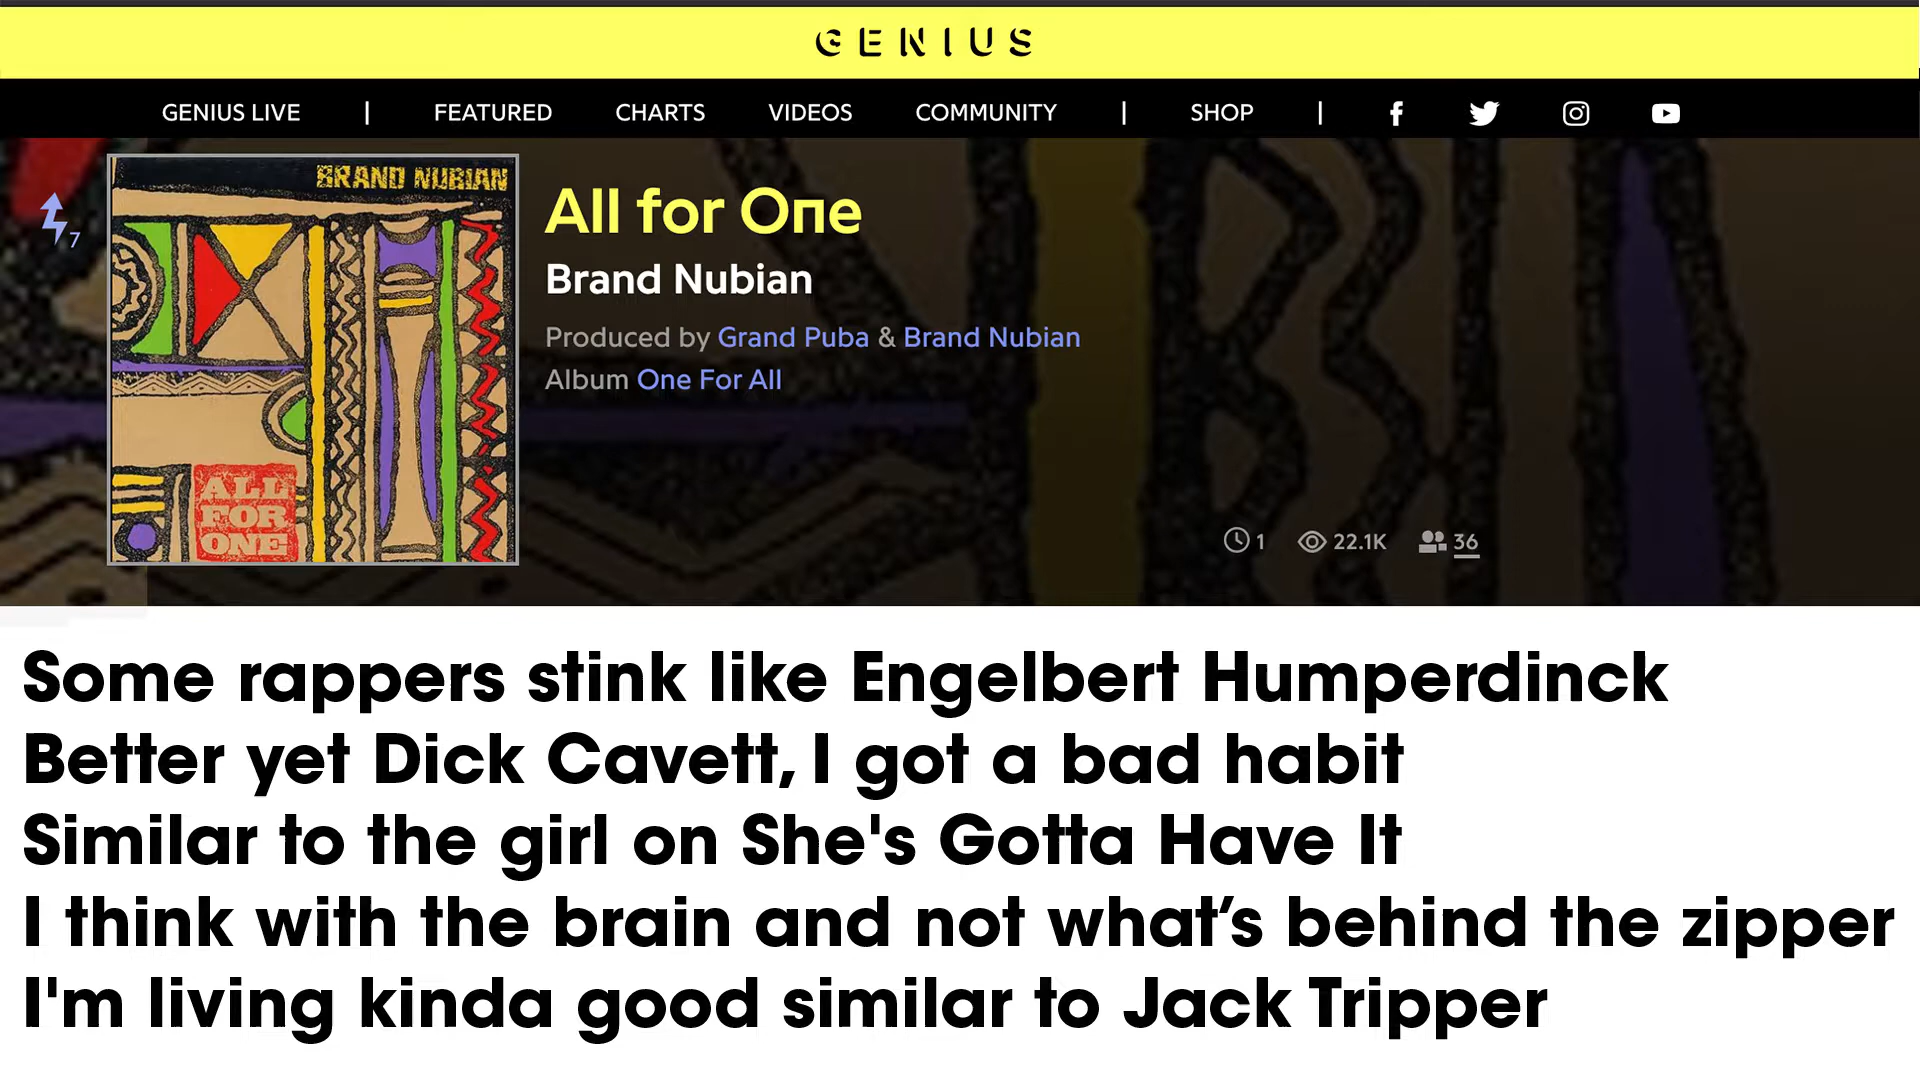 GENIUS
GENIUS LIVE | FEATURED CHARTS VIDEOS COMMUNITY | SHOP |
7
BRAND NUBIAN
ALL
FOR
ONE
All for One
Brand Nubian
Produced by Grand Puba & Brand Nubian
Album One For All
1 22.1K 36
Some rappers stink like Engelbert Humperdinck
Better yet Dick Cavett, I got a bad habit
Similar to the girl on She's Gotta Have It
I think with the brain and not what’s behind the zipper
I'm living kinda good similar to Jack Tripper